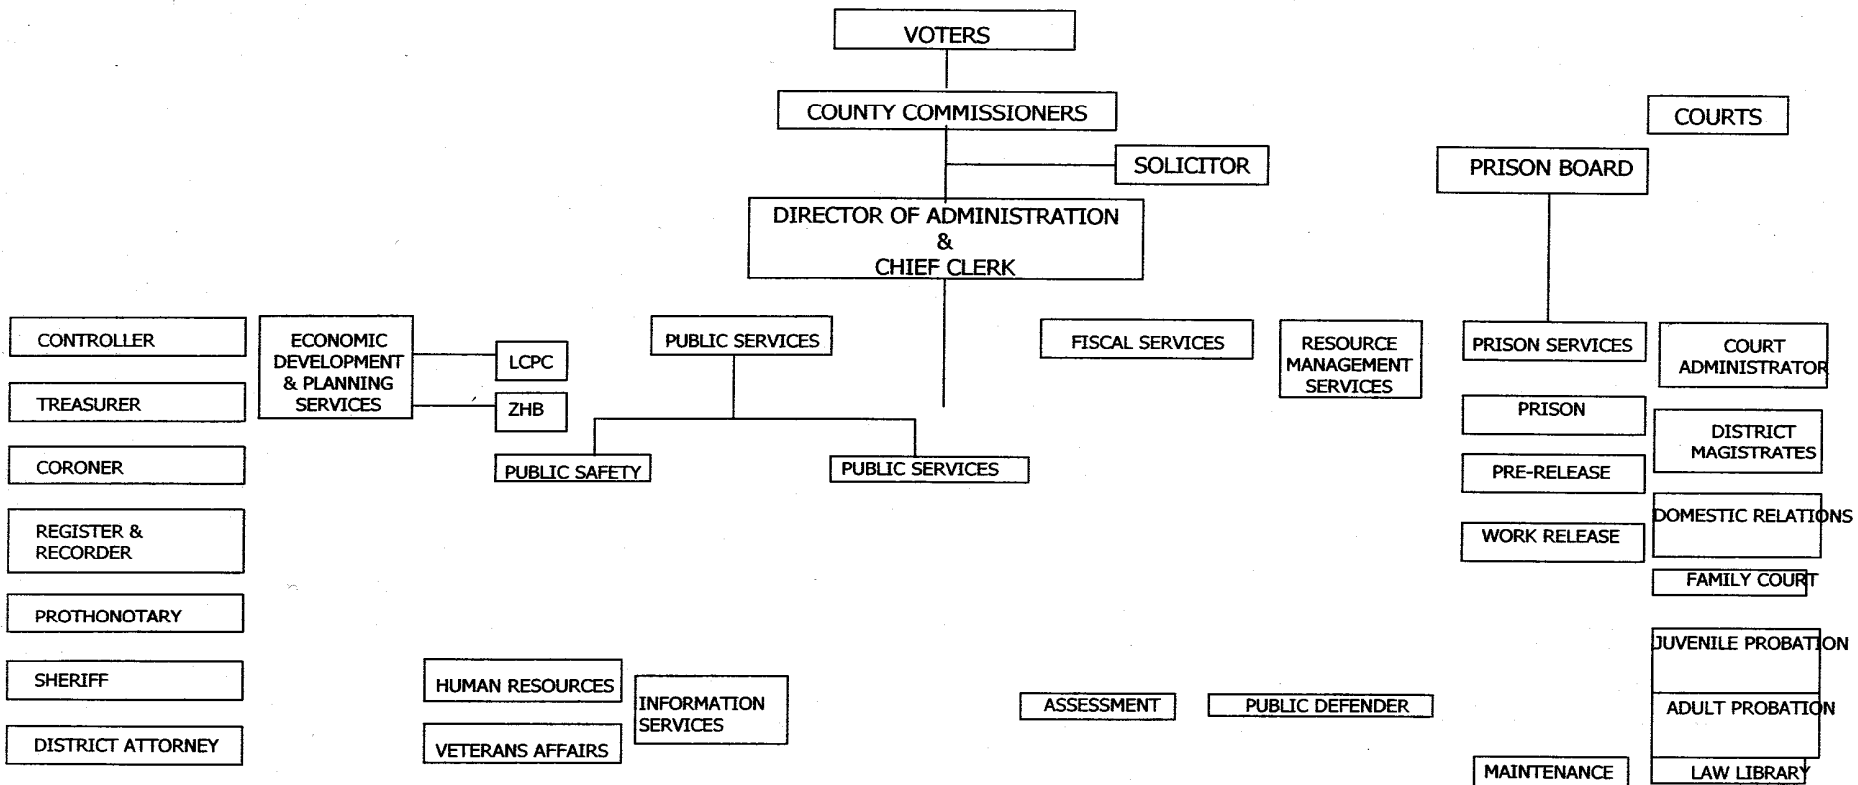 VOTERS
COUNTY COMMISSIONERS
COURTS
SOLICITOR
PRISON BOARD
DIRECTOR OF ADMINISTRATION
&
CHIEF CLERK
CONTROLLER
TREASURER
CORONER
REGISTER &
RECORDER
PROTHONOTARY
SHERIFF
DISTRICT ATTORNEY
ECONOMIC
DEVELOPMENT
& PLANNING
SERVICES
LCPC
ZHB
PUBLIC SERVICES
PUBLIC SAFETY
PUBLIC SERVICES
FISCAL SERVICES
RESOURCE
MANAGEMENT
SERVICES
PRISON SERVICES
PRISON
PRE-RELEASE
WORK RELEASE
COURT
ADMINISTRATOR
DISTRICT
MAGISTRATES
DOMESTIC RELATIONS
FAMILY COURT
JUVENILE PROBATION
ADULT PROBATION
LAW LIBRARY
HUMAN RESOURCES
VETERANS AFFAIRS
INFORMATION
SERVICES
ASSESSMENT
PUBLIC DEFENDER
MAINTENANCE